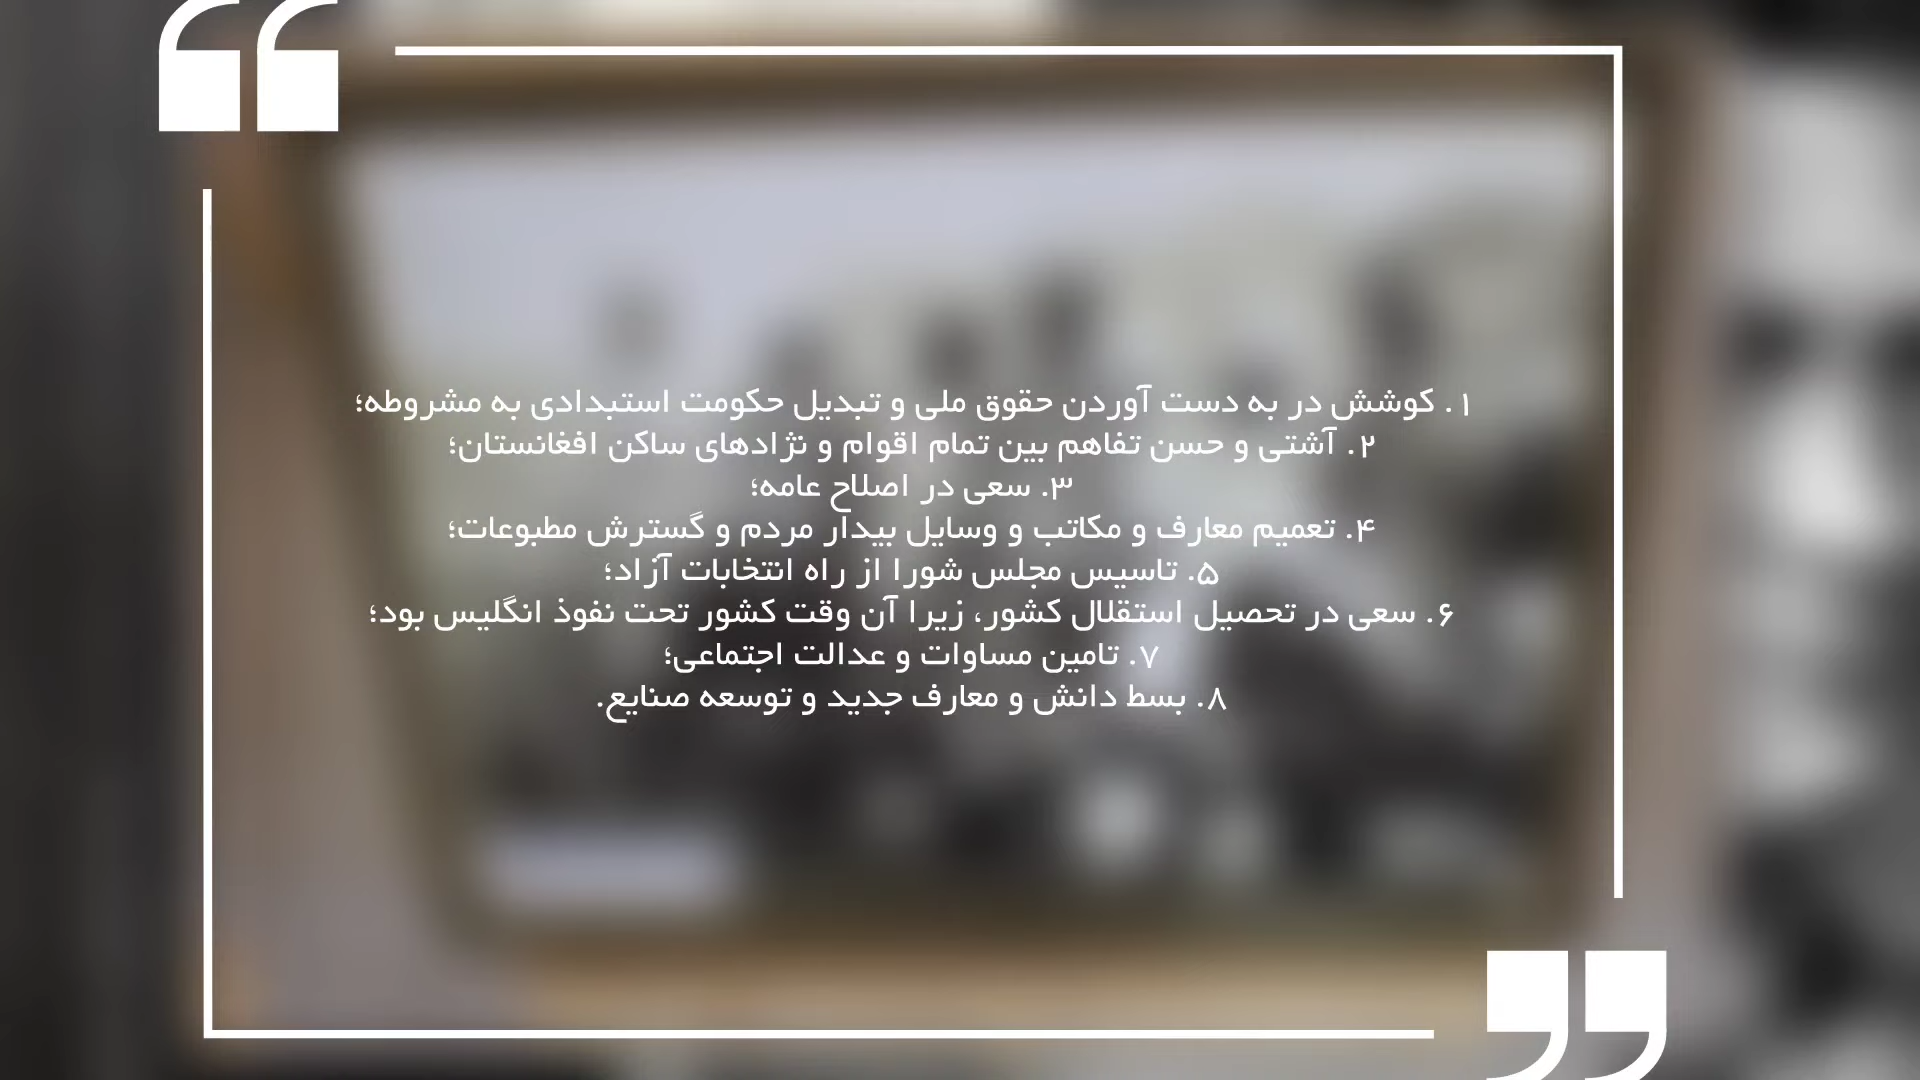 ۱. کوشش در به دست آوردن حقوق ملی و تبدیل حکومت استبدادی به مشروطه؛
۲. آشتی و حسن تفاهم بین تمام اقوام و نژادهای ساکن افغانستان؛
۳. سعی در اصلاح عامه؛
۴. تعمیم معارف و مکاتب و وسایل بیدار مردم و گسترش مطبوعات؛
۵. تاسیس مجلس شورا از راه انتخابات آزاد؛
۶. سعی در تحصیل استقلال کشور، زیرا آن وقت کشور تحت نفوذ انگلیس بود؛
۷. تامین مساوات و عدالت اجتماعی؛
۸. بسط دانش و معارف جدید و توسعه صنایع.